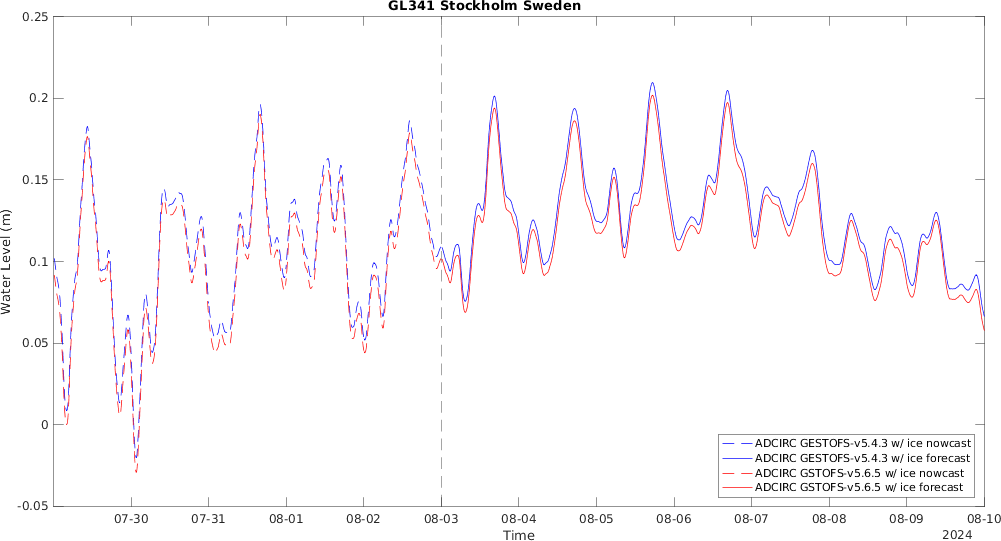 GL341 Stockholm Sweden
0.25
0.2
0.15
0.1
0.05
0
-0.05
Water Level (m)
07-30 07-31 08-01 08-02 08-03 08-04 08-05 08-06 08-07 08-08 08-09 08-10
Time
2024
ADCIRC GESTOFS-v5.4.3 w/ ice nowcast
ADCIRC GESTOFS-v5.4.3 w/ ice forecast
ADCIRC GSTOFS-v5.6.5 w/ ice nowcast
ADCIRC GSTOFS-v5.6.5 w/ ice forecast